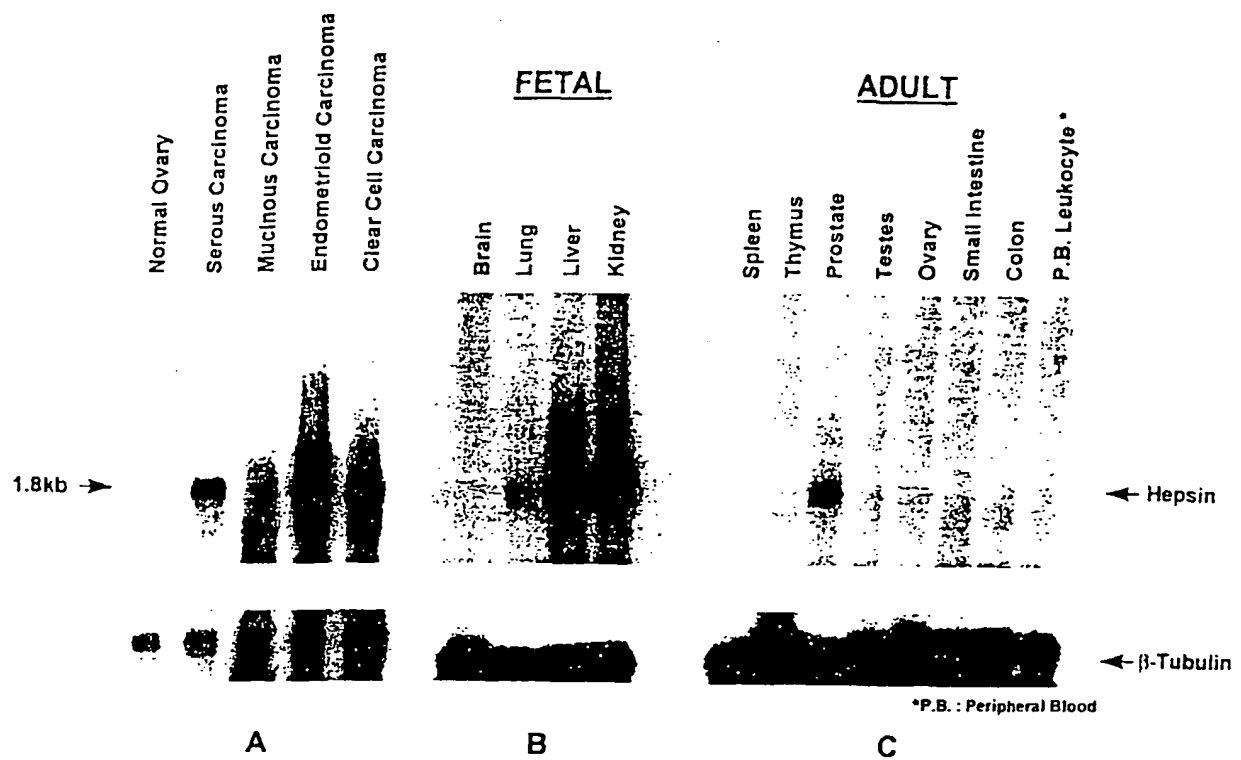 Normal Ovary
Serous Carcinoma
Mucinous Carcinoma
Endometrioid Carcinoma
Clear Cell Carcinoma
FETAL
Brain
Lung
Liver
Kidney
ADULT
Spleen
Thymus
Prostate
Testes
Ovary
Small Intestine
Colon
P.B. Leukocyte *
1.8kb
Hepsin
β-Tubulin
*P.B. : Peripheral Blood
A
B
C